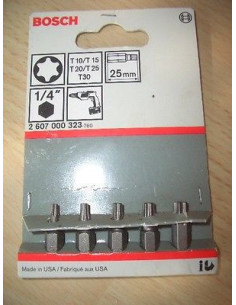 BOSCH
T 10/T 15
T 20/T 25
T30
25mm
1/4"
2 607 000 323
Made in USA / Fabriqué aux USA